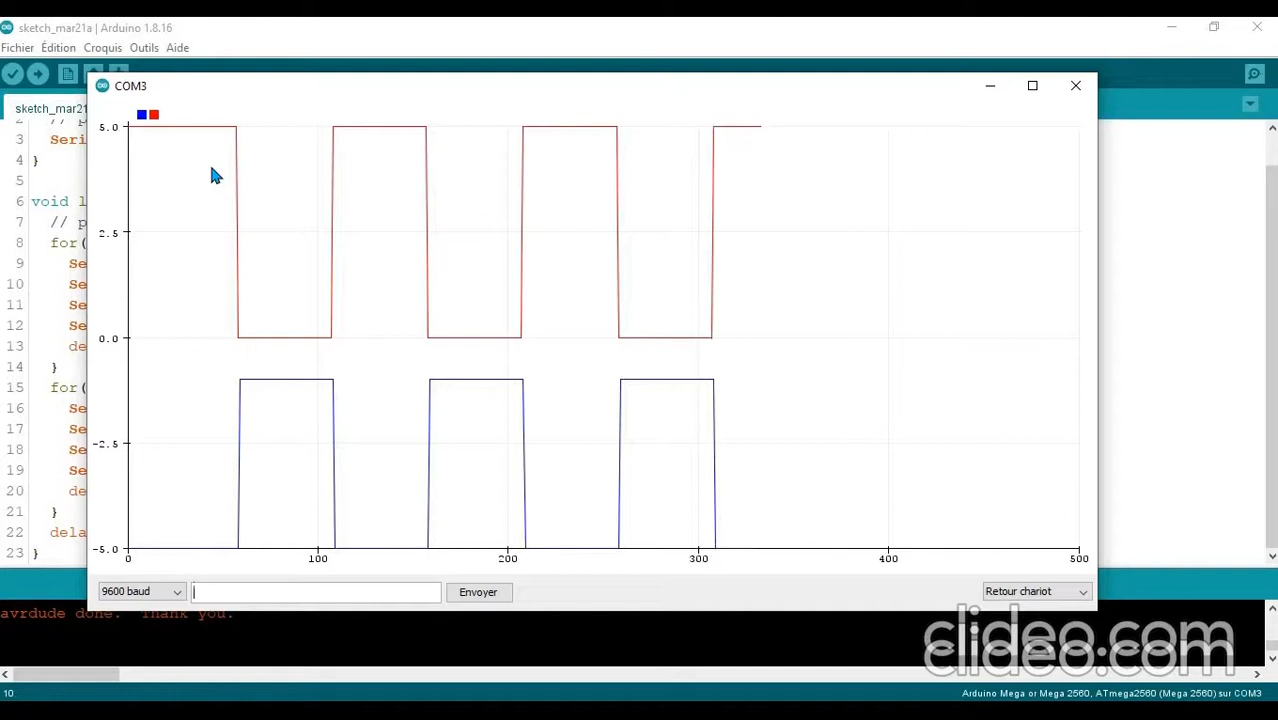 sketch_mar21a | Arduino 1.8.16
Fichier Édition Croquis Outils Aide
COM3
sketch_mar21
5.0
2.5
0.0
-2.5
-5.0
0 100 200 300 400 500
2 //
3 Seri
4 }
5
6 void
7 //
8 for(
9 Se
10 Se
11 Se
12 Se
13 de
14 }
15 for(
16 Se
17 Se
18 Se
19 Se
20 de
21 }
22 dela
23 }
9600 baud
Envoyer
Retour chariot
avrdude done. Thank you.
clideo.com
clideo.com
10
Arduino Mega or Mega 2560, ATmega2560 (Mega 2560) sur COM3